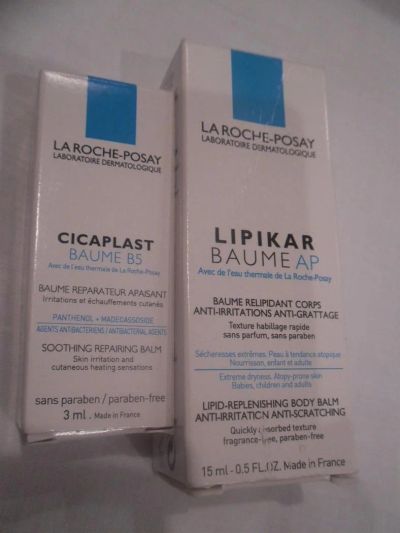 LA ROCHE-POSAY
LABORATOIRE DERMATOLOGIQUE
CICAPLAST
BAUME B5
Avec de l'eau thermale de La Roche-Posay
BAUME REPARATEUR APAISANT
Irritations et échauffements cutanés
PANTHENOL + MADECASSOSIDE
AGENTS ANTIBACTERIENS / ANTIBACTERIAL AGENTS
SOOTHING REPAIRING BALM
Skin irritation and
cutaneous heating sensations
sans paraben / paraben-free
3 ml . Made in France
LA ROCHE-POSAY
LABORATOIRE DERMATOLOGIQUE
LIPIKAR
BAUME AP
Avec de l'eau thermale de La Roche-Posay
BAUME RELIPIDANT CORPS
ANTI-IRRITATIONS ANTI-GRATTAGE
Texture habillage rapide
sans parfum, sans paraben
Sécheresses extrêmes. Peau à tendance atopique
Nourrisson, enfant et adulte
Extreme dryness. Atopy-prone skin
Babies, children and adults
LIPID-REPLENISHING BODY BALM
ANTI-IRRITATION ANTI-SCRATCHING
Quickly absorbed texture
fragrance-free, paraben-free
15 ml - 0.5 FL.OZ. Made in France